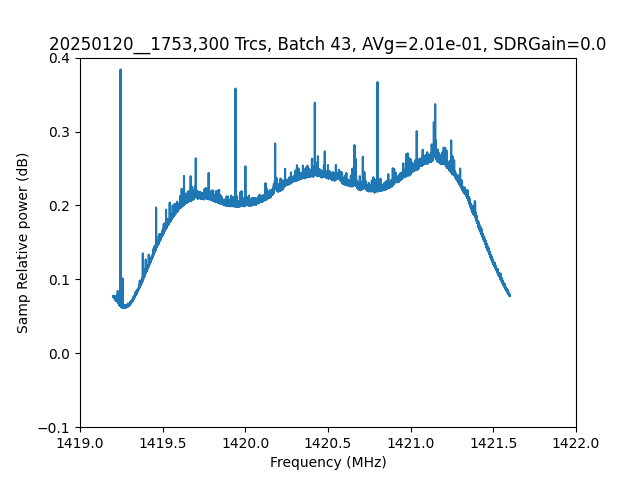 20250120__1753,300 Trcs, Batch 43, AVg=2.01e-01, SDRGain=0.0
0.4
0.3
0.2
0.1
0.0
−0.1
Samp Relative power (dB)
1419.0 1419.5 1420.0 1420.5 1421.0 1421.5 1422.0
Frequency (MHz)